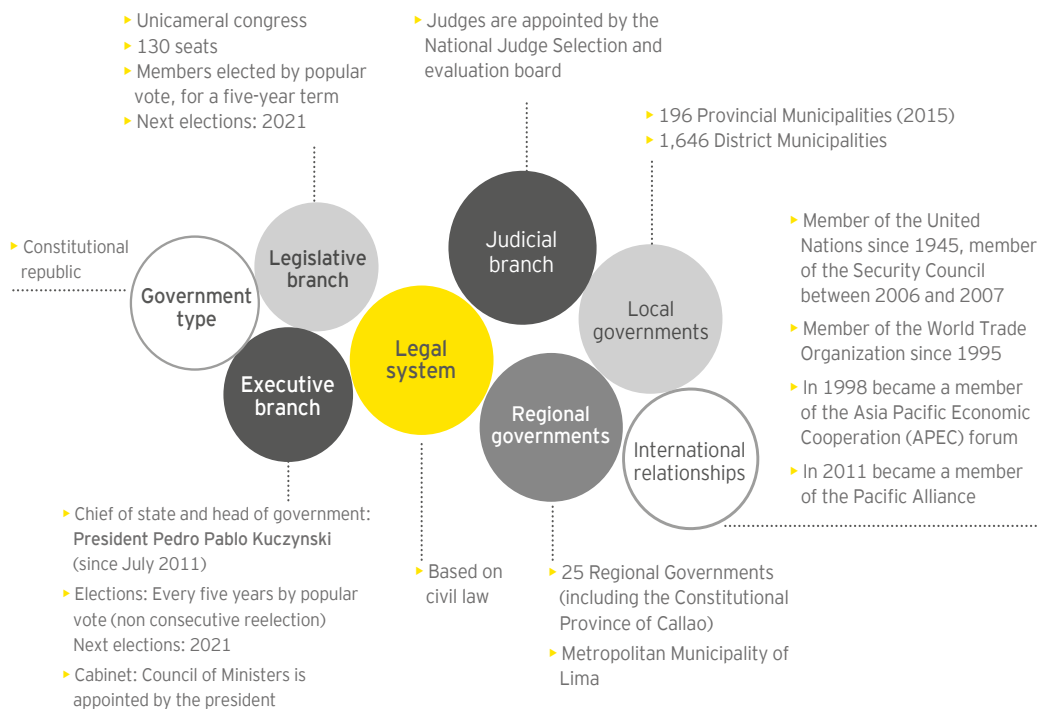 ▸ Unicameral congress
▸ 130 seats
▸ Members elected by popular
vote, for a five-year term
▸ Next elections: 2021
▸ Judges are appointed by the
National Judge Selection and
evaluation board
▸ 196 Provincial Municipalities (2015)
▸ 1,646 District Municipalities
▸ Constitutional
republic
Government
type
Legislative
branch
Executive
branch
Legal
system
Judicial
branch
Regional
governments
Local
governments
International
relationships
▸ Member of the United
Nations since 1945, member
of the Security Council
between 2006 and 2007
▸ Member of the World Trade
Organization since 1995
▸ In 1998 became a member
of the Asia Pacific Economic
Cooperation (APEC) forum
▸ In 2011 became a member
of the Pacific Alliance
▸ Chief of state and head of government:
President Pedro Pablo Kuczynski
(since July 2011)
▸ Elections: Every five years by popular
vote (non consecutive reelection)
Next elections: 2021
▸ Cabinet: Council of Ministers is
appointed by the president
▸ Based on
civil law
▸ 25 Regional Governments
(including the Constitutional
Province of Callao)
▸ Metropolitan Municipality of
Lima